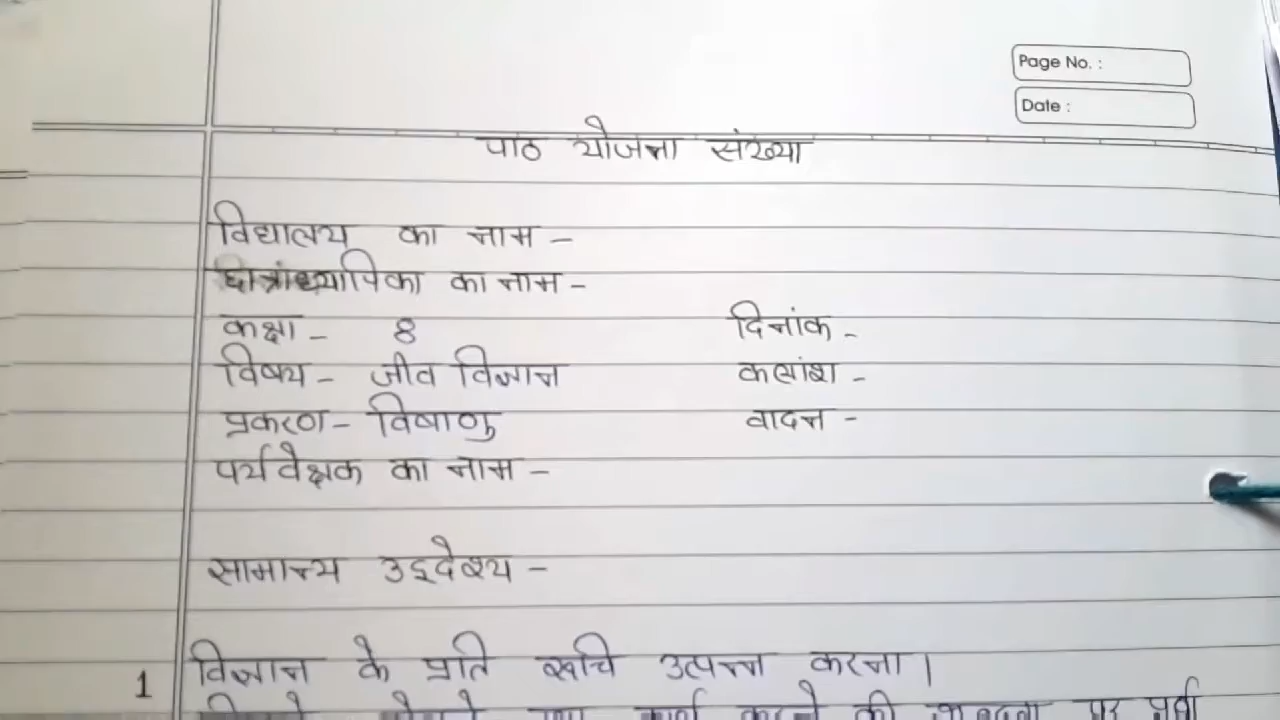 Page No. :
Date :
पाठ योजना संख्या
विद्यालय का नाम -
छात्राध्यापिका का नाम -
कक्षा - 8 दिनांक -
विषय - जीव विज्ञान कालांश -
प्रकरण - विषाणु वादन -
पर्यवेक्षक का नाम -
सामान्य उद्देश्य -
1 विज्ञान के प्रति रूचि उत्पन्न करना।
कार्य करने की